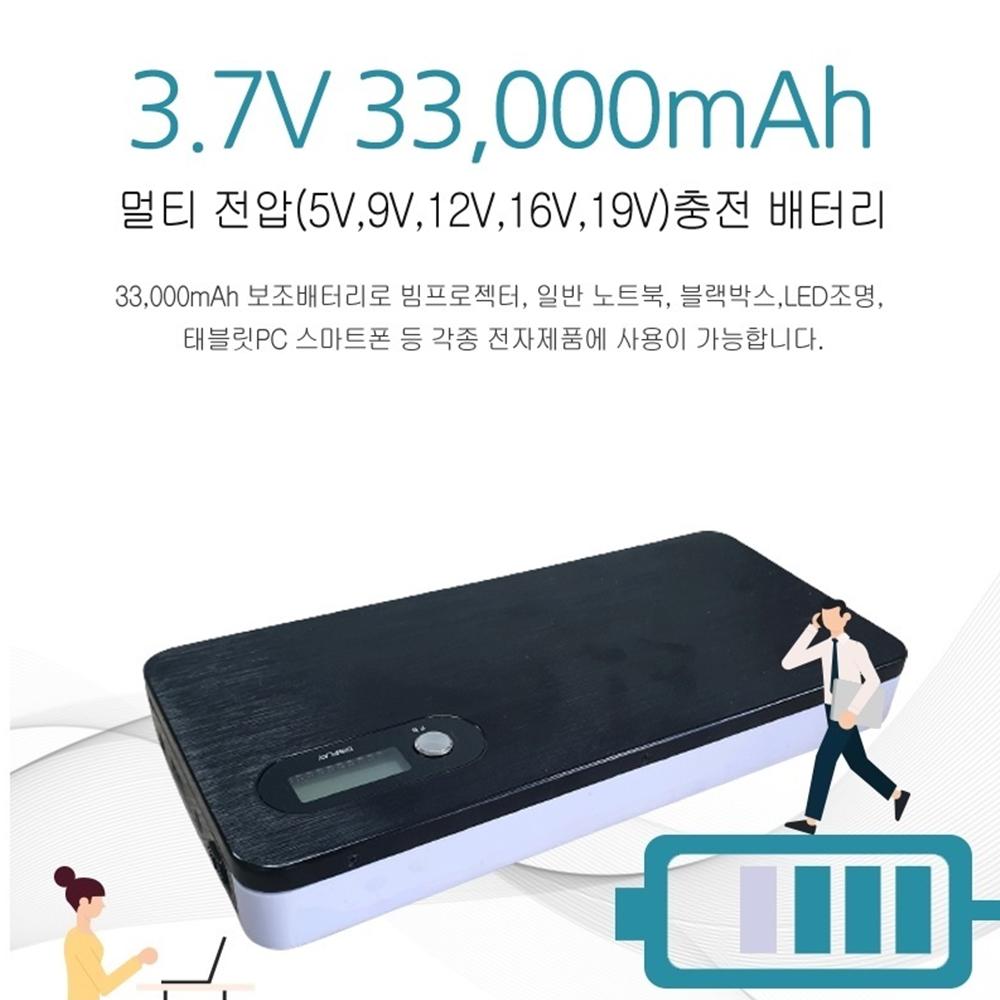 3.7V 33,000mAh
멀티 전압(5V,9V,12V,16V,19V)충전 배터리
33,000mAh 보조배터리로 빔프로젝터, 일반 노트북, 블랙박스,LED조명,
태블릿PC 스마트폰 등 각종 전자제품에 사용이 가능합니다.
DISPLAY